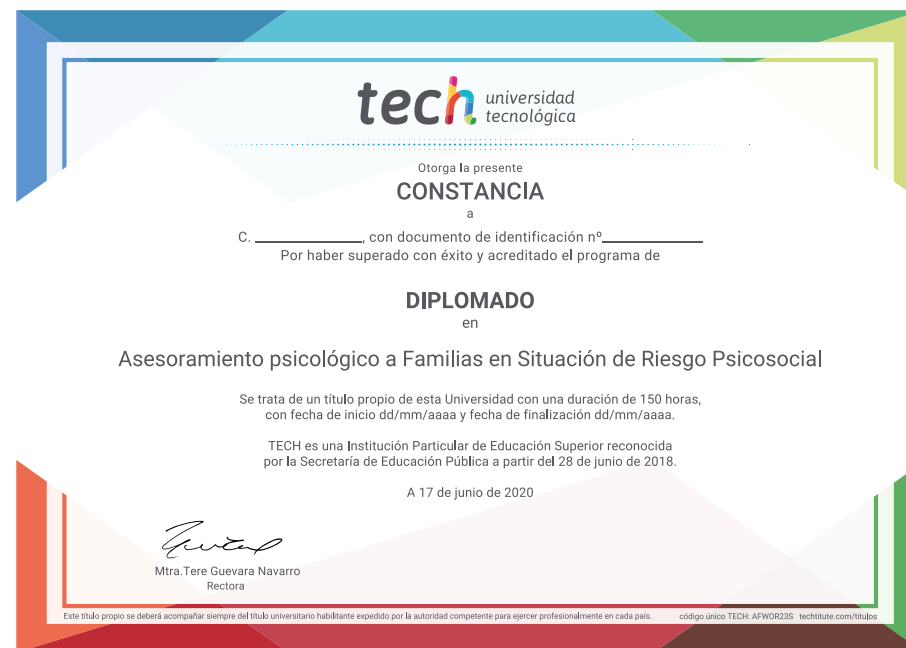 tech universidad
tecnológica
Otorga la presente
CONSTANCIA
a
C. ____________, con documento de identificación nº____________
Por haber superado con éxito y acreditado el programa de
DIPLOMADO
en
Asesoramiento psicológico a Familias en Situación de Riesgo Psicosocial
Se trata de un título propio de esta Universidad con una duración de 150 horas,
con fecha de inicio dd/mm/aaaa y fecha de finalización dd/mm/aaaa.
TECH es una Institución Particular de Educación Superior reconocida
por la Secretaría de Educación Pública a partir del 28 de junio de 2018.
A 17 de junio de 2020
Mtra.Tere Guevara Navarro
Rectora
Este título propio se deberá acompañar siempre del título universitario habilitante expedido por la autoridad competente para ejercer profesionalmente en cada país. código único TECH: AFWOR23S techtitute.com/titulos